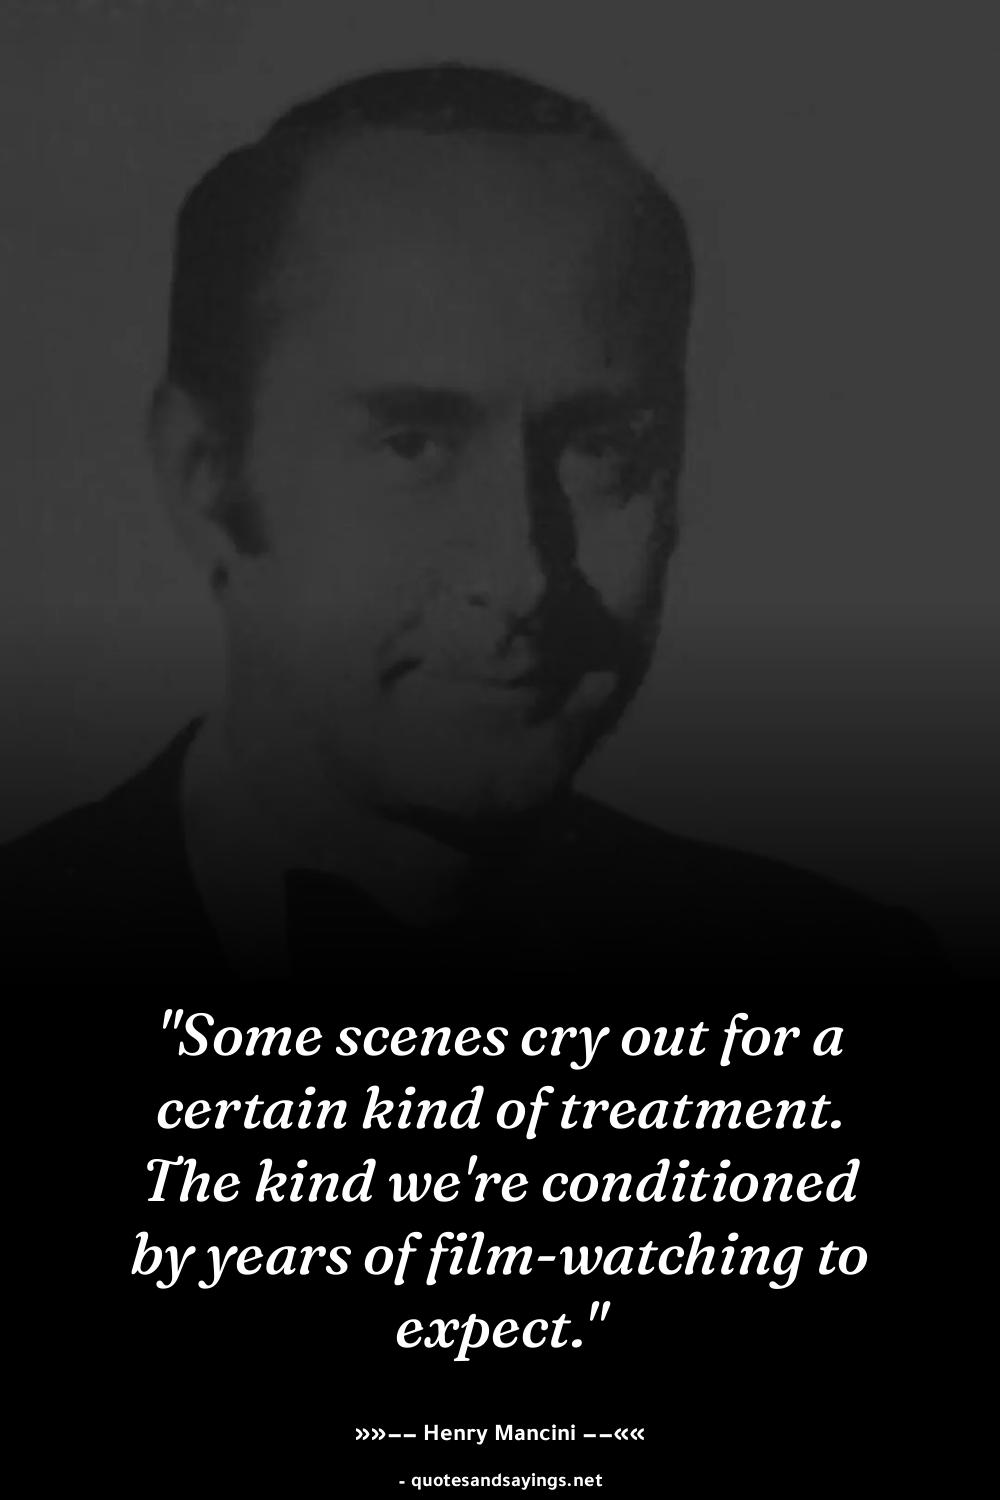 "Some scenes cry out for a
certain kind of treatment.
The kind we're conditioned
by years of film-watching to
expect."
»»–– Henry Mancini ––««
- quotesandsayings.net